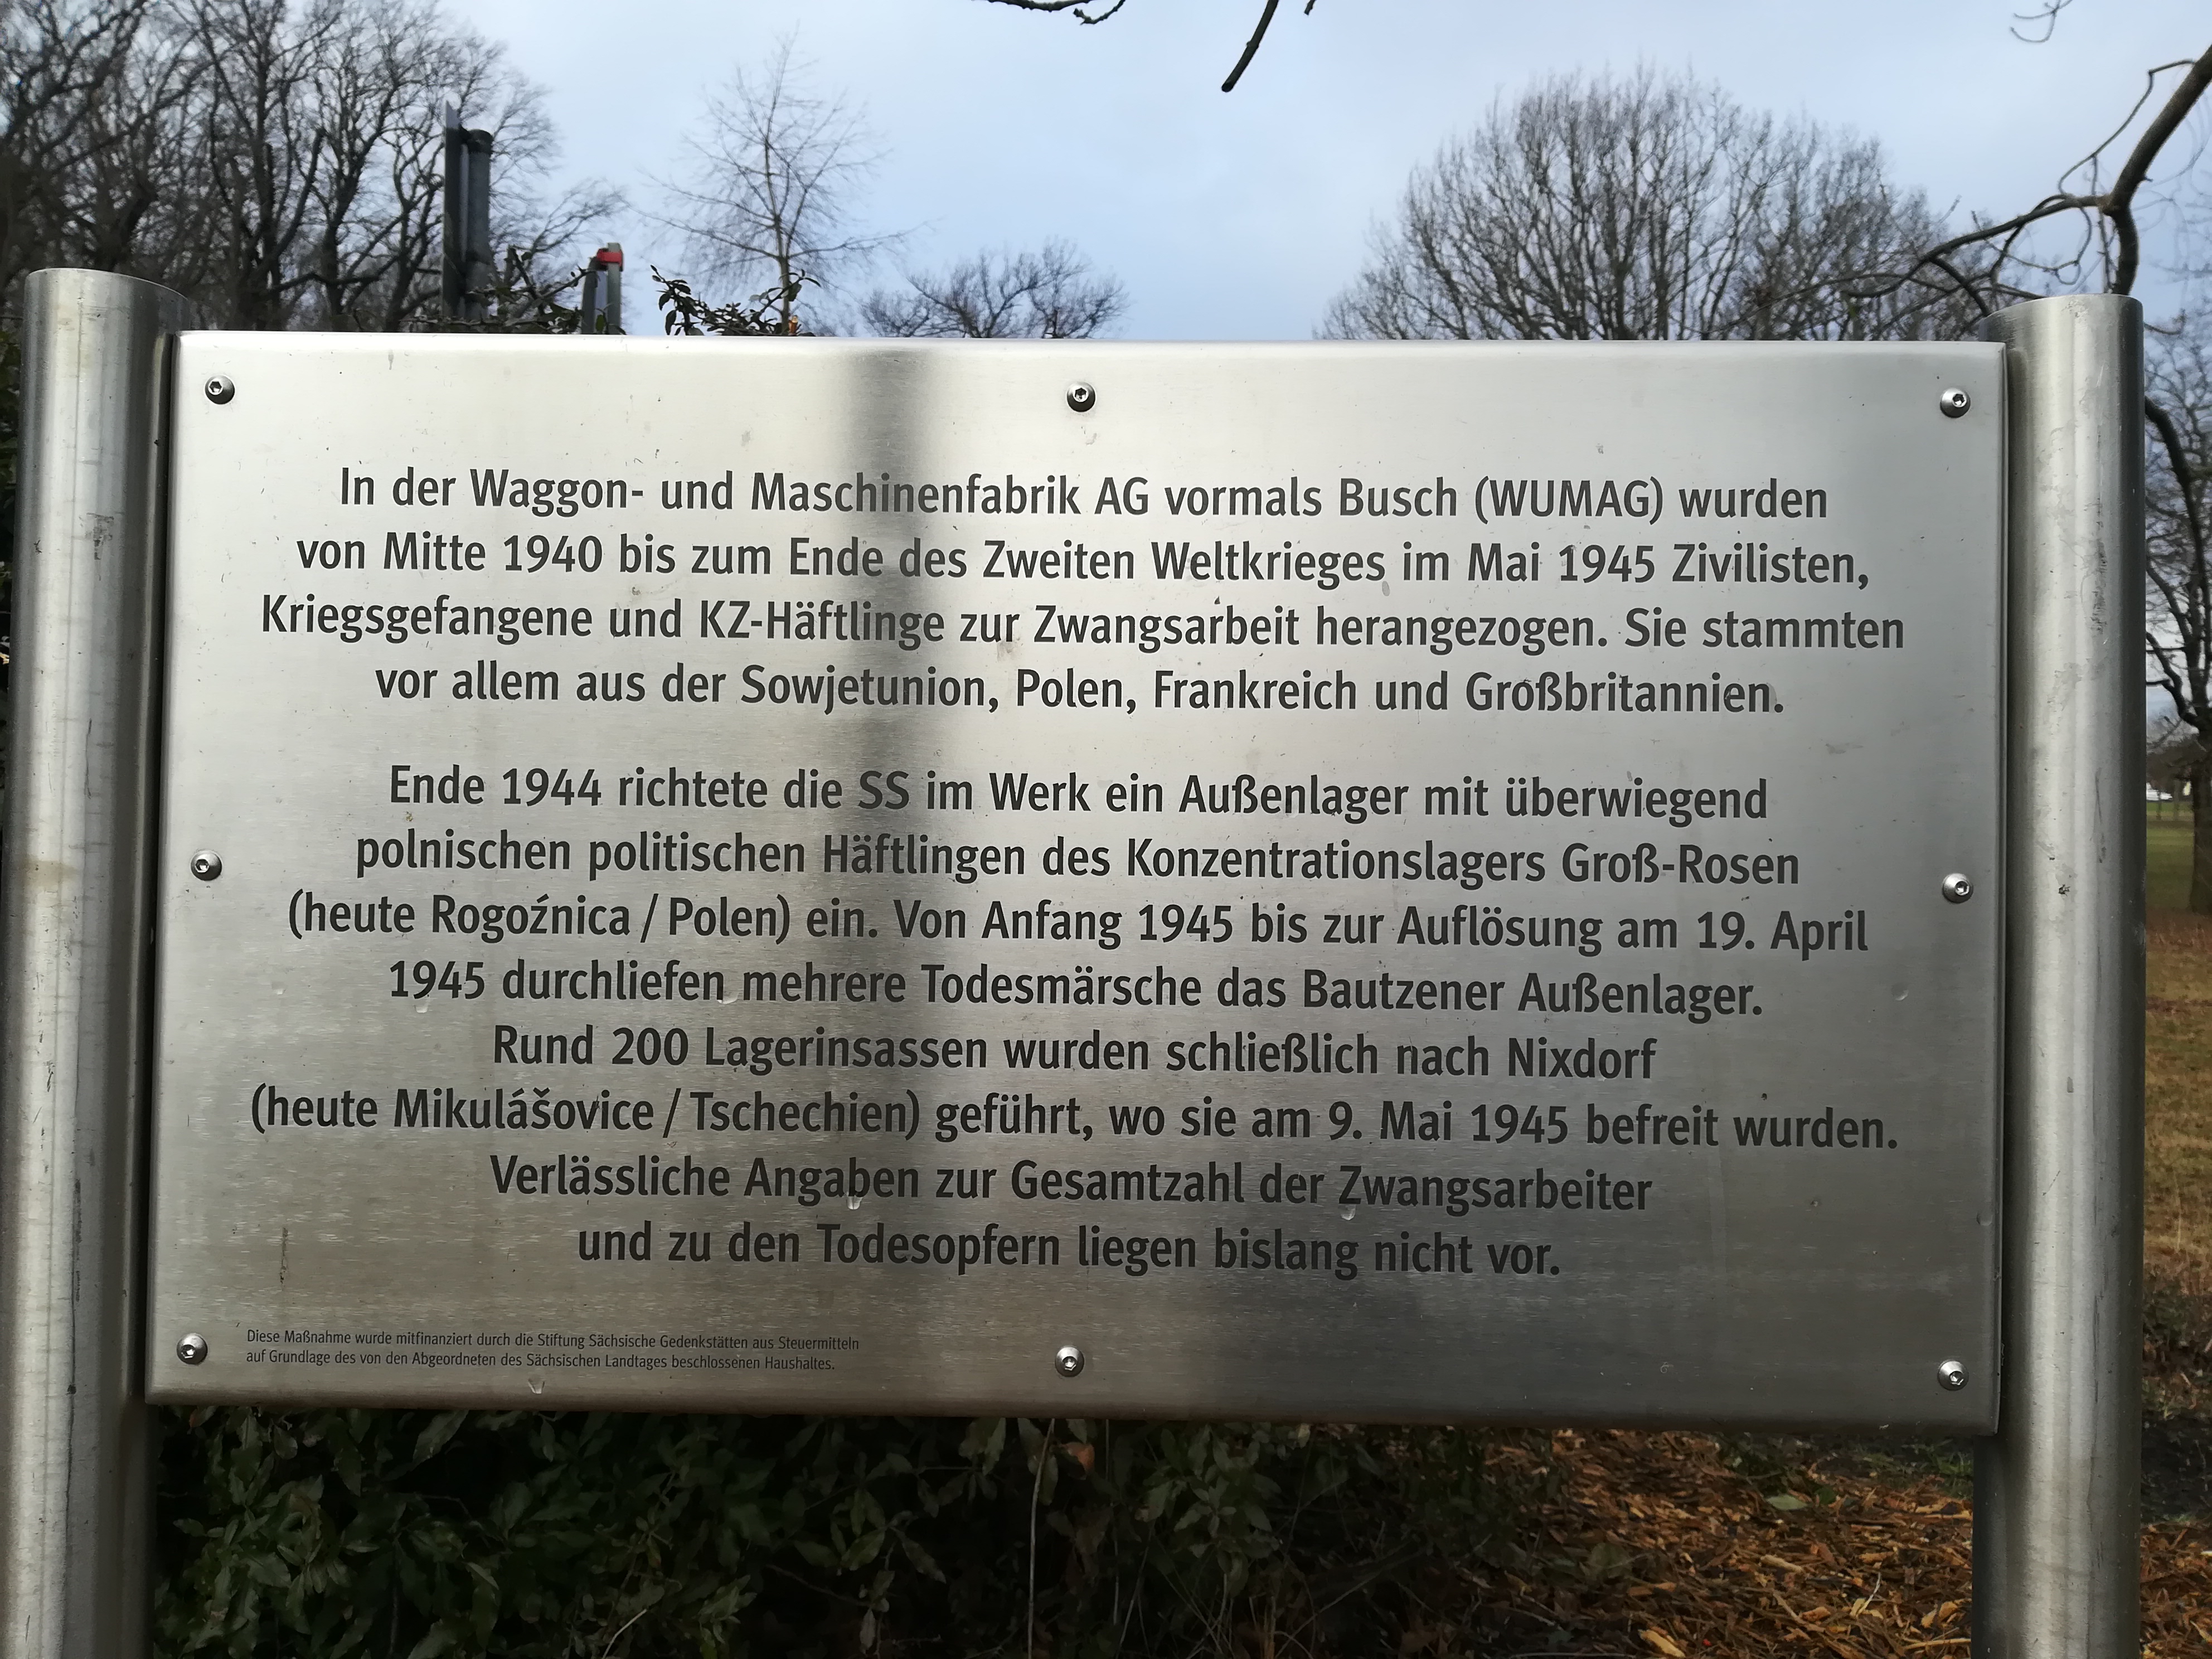 In der Waggon- und Maschinenfabrik AG vormals Busch (WUMAG) wurden
von Mitte 1940 bis zum Ende des Zweiten Weltkrieges im Mai 1945 Zivilisten,
Kriegsgefangene und KZ-Häftlinge zur Zwangsarbeit herangezogen. Sie stammten
vor allem aus der Sowjetunion, Polen, Frankreich und Großbritannien.
Ende 1944 richtete die SS im Werk ein Außenlager mit überwiegend
polnischen politischen Häftlingen des Konzentrationslagers Groß-Rosen
(heute Rogoźnica / Polen) ein. Von Anfang 1945 bis zur Auflösung am 19. April
1945 durchliefen mehrere Todesmärsche das Bautzener Außenlager.
Rund 200 Lagerinsassen wurden schließlich nach Nixdorf
(heute Mikulášovice / Tschechien) geführt, wo sie am 9. Mai 1945 befreit wurden.
Verlässliche Angaben zur Gesamtzahl der Zwangsarbeiter
und zu den Todesopfern liegen bislang nicht vor.
Diese Maßnahme wurde mitfinanziert durch die Stiftung Sächsische Gedenkstätten aus Steuermitteln
auf Grundlage des von den Abgeordneten des Sächsischen Landtages beschlossenen Haushaltes.